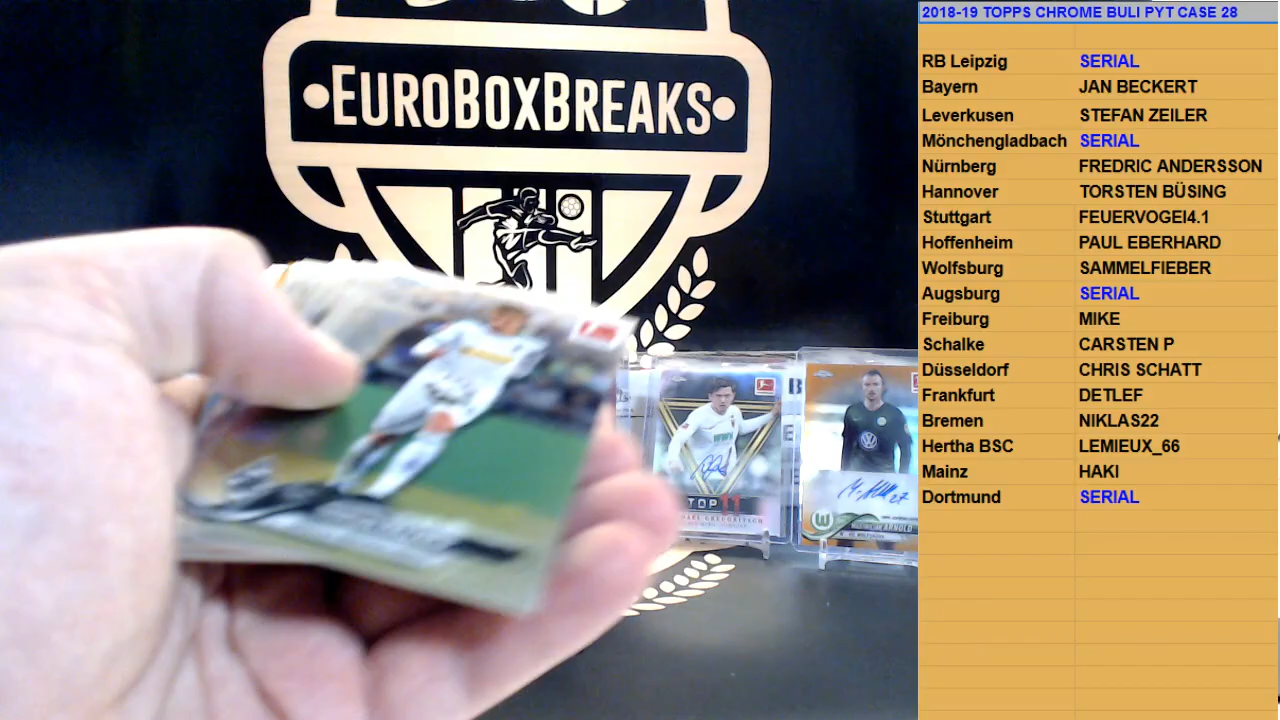 2018-19 TOPPS CHROME BULI PYT CASE 28
EUROBOXBREAKS
RB Leipzig SERIAL
Bayern JAN BECKERT
Leverkusen STEFAN ZEILER
Mönchengladbach SERIAL
Nürnberg FREDRIC ANDERSSON
Hannover TORSTEN BÜSING
Stuttgart FEUERVOGEl4.1
Hoffenheim PAUL EBERHARD
Wolfsburg SAMMELFIEBER
Augsburg SERIAL
Freiburg MIKE
Schalke CARSTEN P
Düsseldorf CHRIS SCHATT
Frankfurt DETLEF
Bremen NIKLAS22
Hertha BSC LEMIEUX_66
Mainz HAKI
Dortmund SERIAL
TOP 11
GREGORITSCH
ARNOLD